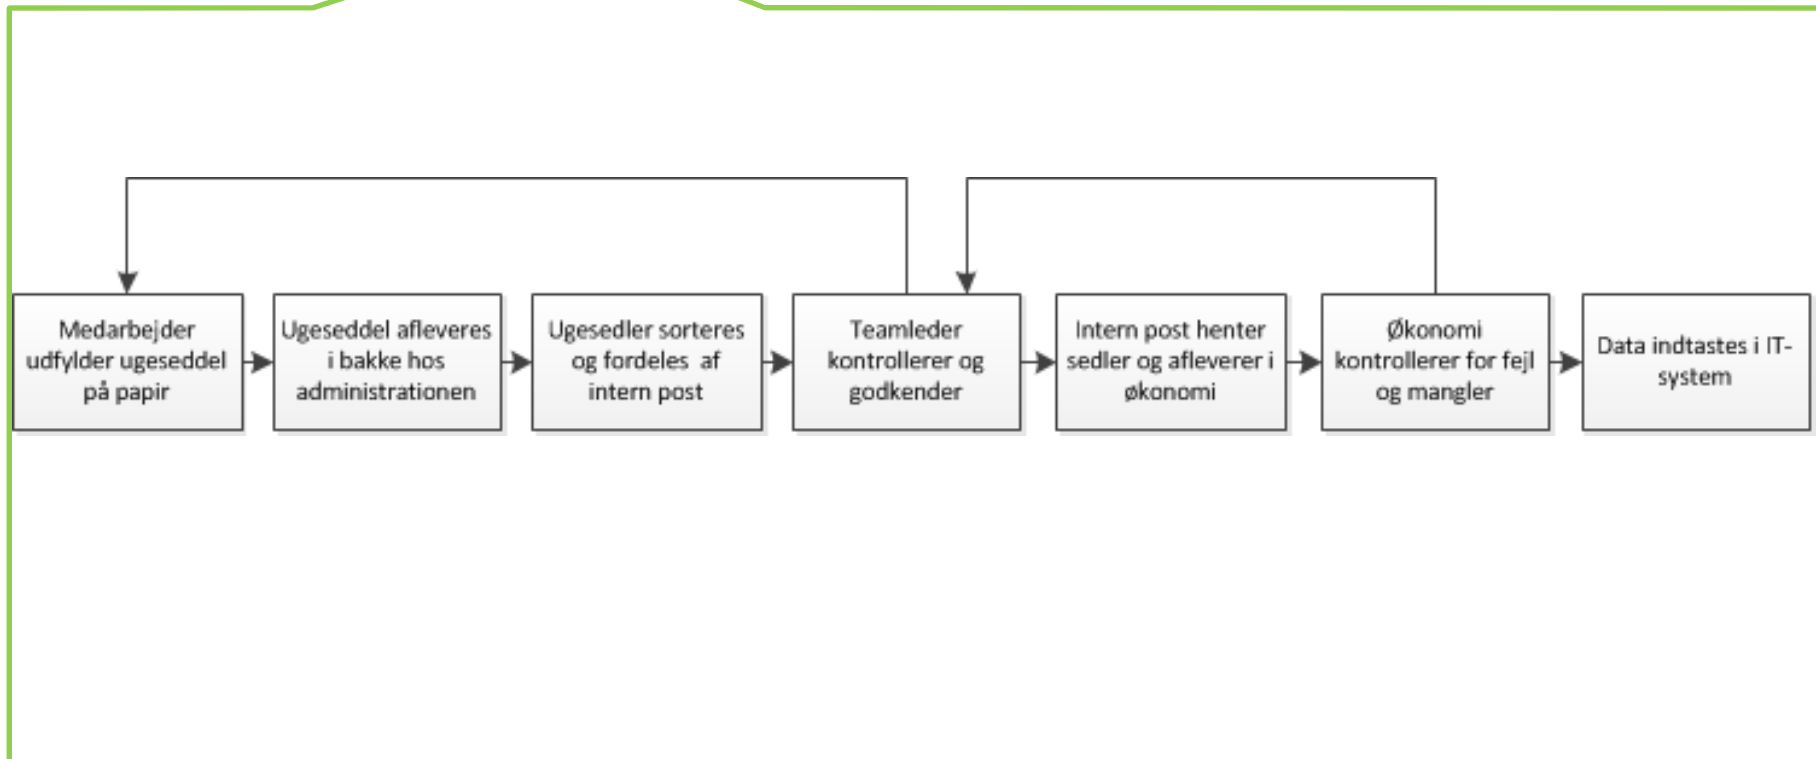 Medarbejder
udfylder ugeseddel
på papir
Ugeseddel afleveres
i bakke hos
administrationen
Ugesedler sorteres
og fordeles af
intern post
Teamleder
kontrollerer og
godkender
Intern post henter
sedler og afleverer i
økonomi
Økonomi
kontrollerer for fejl
og mangler
Data indtastes i IT-
system